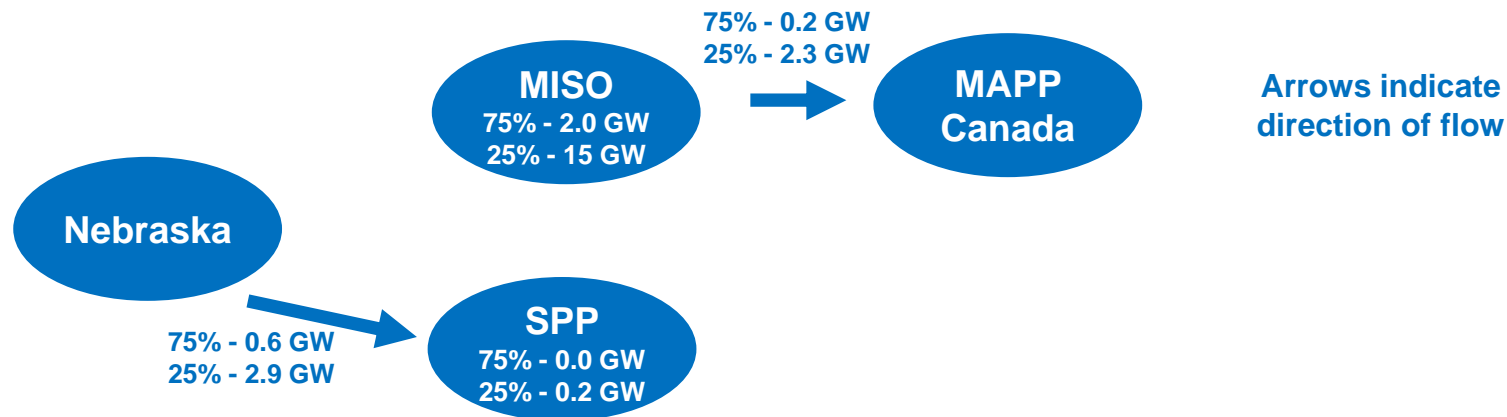 75% - 0.2 GW
25% - 2.3 GW
MISO
75% - 2.0 GW
25% - 15 GW
MAPP
Canada
Arrows indicate
direction of flow
Nebraska
75% - 0.6 GW
25% - 2.9 GW
SPP
75% - 0.0 GW
25% - 0.2 GW